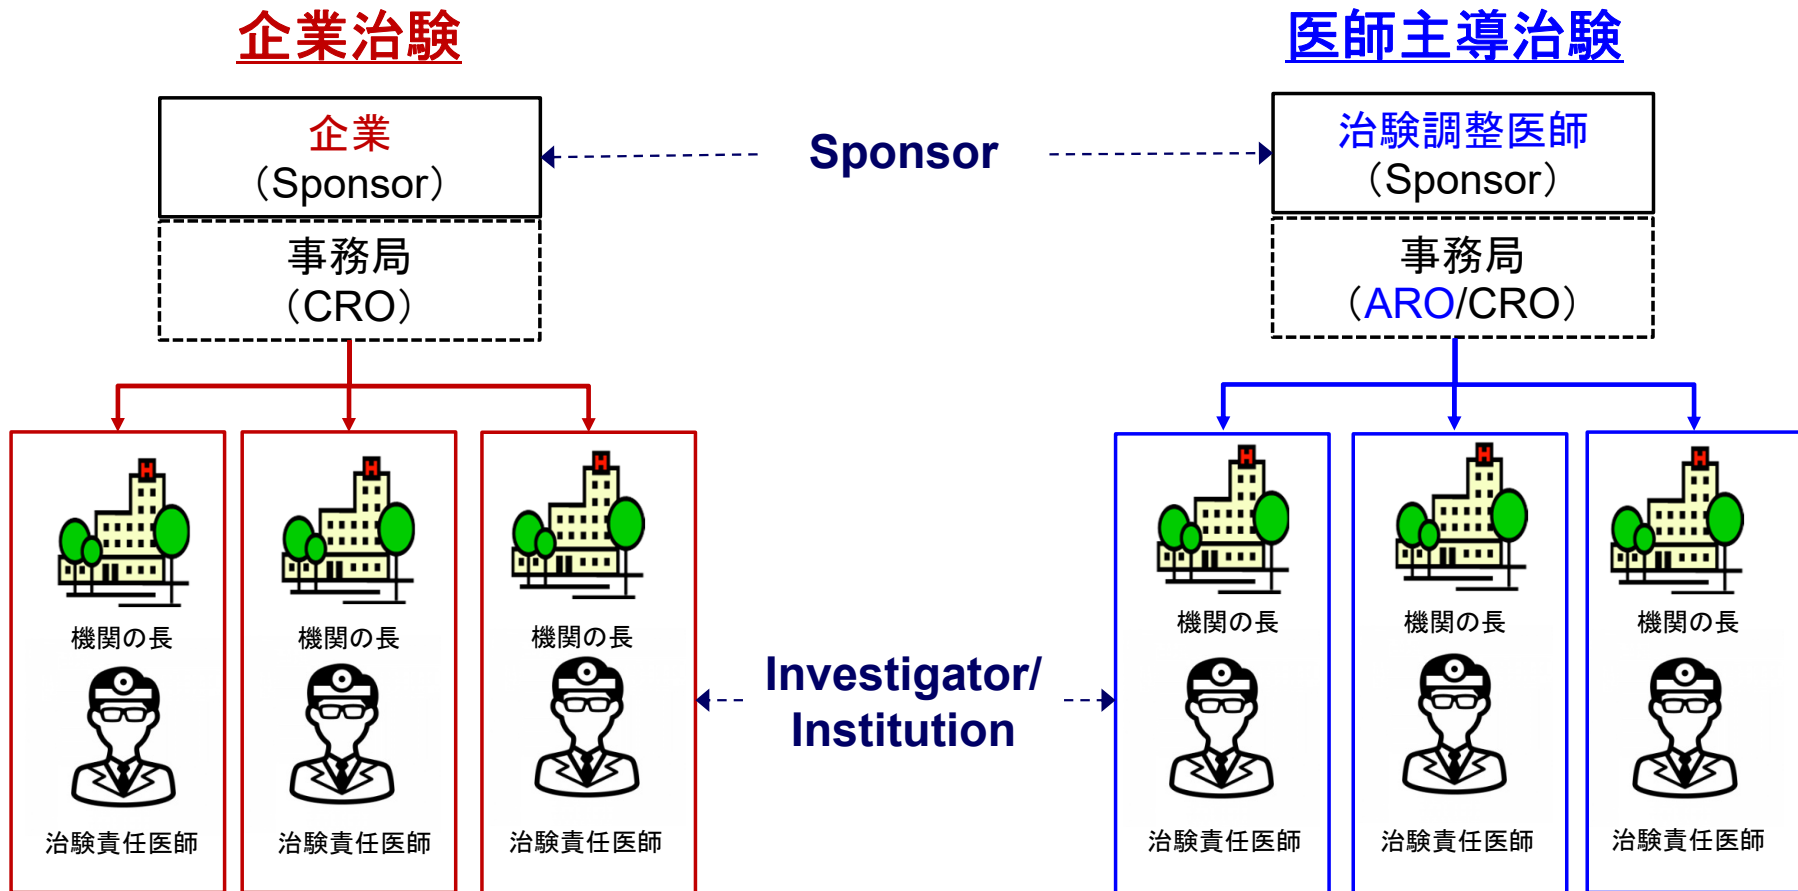 企業治験
医師主導治験
企業
（Sponsor）
事務局
（CRO）
Sponsor
治験調整医師
（Sponsor）
事務局
（ARO/CRO）
H
H
H
H
H
H
機関の長
機関の長
機関の長
機関の長
機関の長
機関の長
Investigator/
Institution
治験責任医師
治験責任医師
治験責任医師
治験責任医師
治験責任医師
治験責任医師